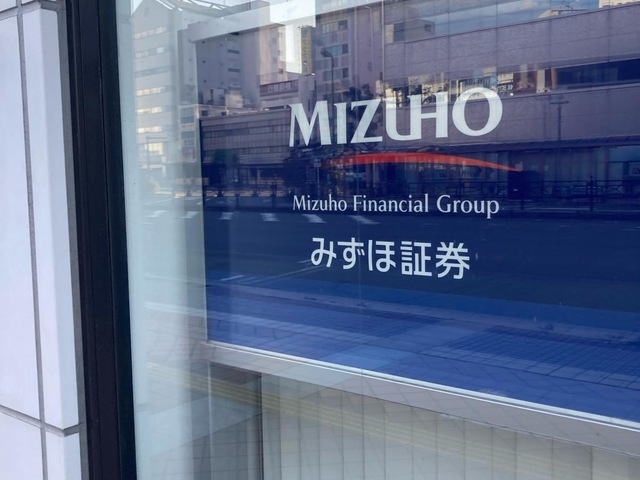 MIZUHO
Mizuho Financial Group
みずほ証券